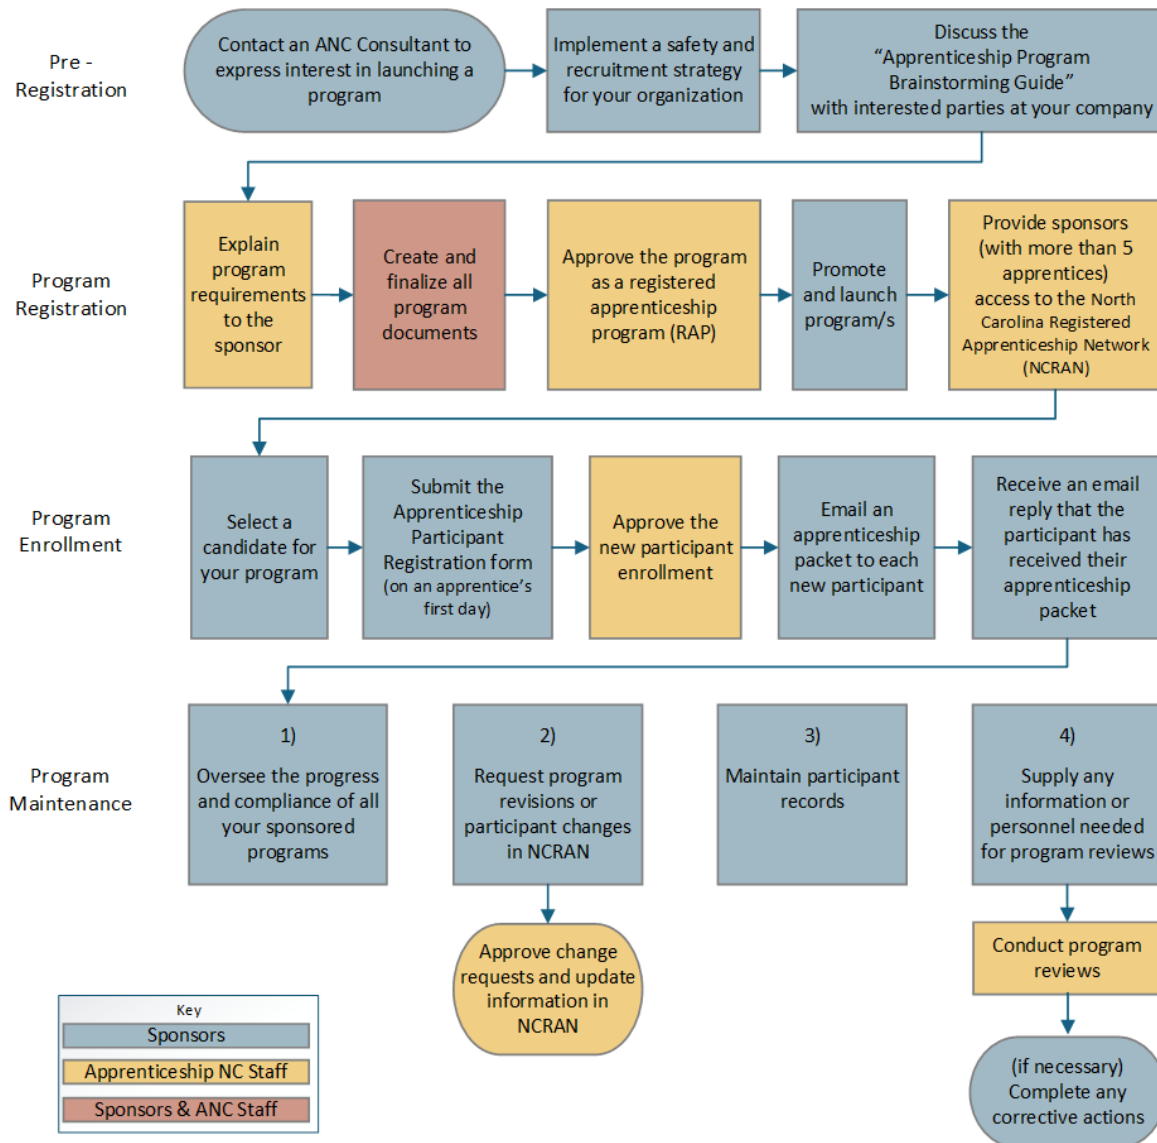 Pre -
Registration
Contact an ANC Consultant to
express interest in launching a
program
Implement a safety and
recruitment strategy
for your organization
Discuss the
“Apprenticeship Program
Brainstorming Guide”
with interested parties at your company
Program
Registration
Explain
program
requirements
to the
sponsor
Create and
finalize all
program
documents
Approve the program
as a registered
apprenticeship
program (RAP)
Promote
and launch
program/s
Provide sponsors
(with more than 5
apprentices)
access to the North
Carolina Registered
Apprenticeship Network
(NCRAN)
Program
Enrollment
Select a
candidate for
your program
Submit the
Apprenticeship
Participant
Registration form
(on an apprentice’s
first day)
Approve the
new participant
enrollment
Email an
apprenticeship
packet to each
new participant
Receive an email
reply that the
participant has
received their
apprenticeship
packet
Program
Maintenance
1)
Oversee the progress
and compliance of all
your sponsored
programs
2)
Request program
revisions or
participant changes
in NCRAN
3)
Maintain participant
records
4)
Supply any
information or
personnel needed
for program reviews
Approve change
requests and update
information in
NCRAN
Conduct program
reviews
(if necessary)
Complete any
corrective actions
Key
Sponsors
Apprenticeship NC Staff
Sponsors & ANC Staff